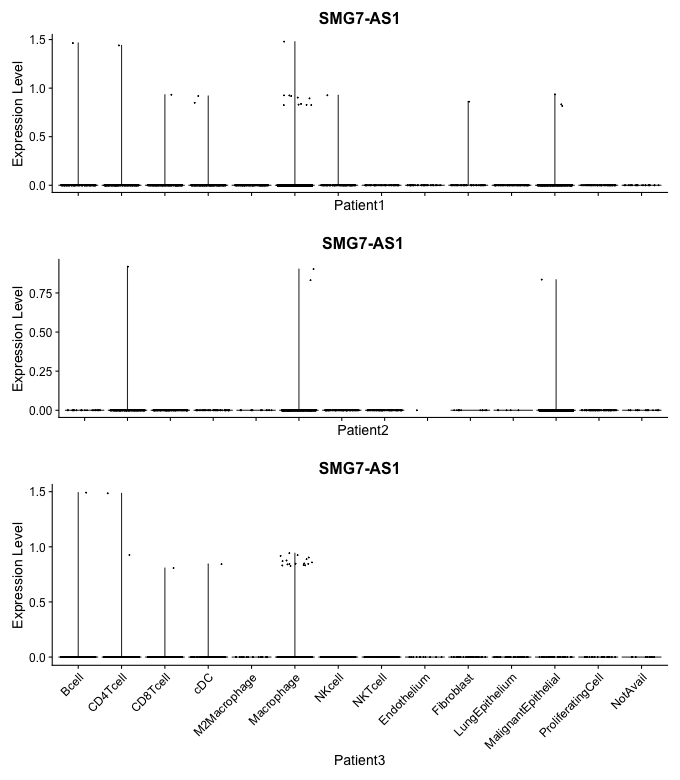 SMG7-AS1
Expression Level
1.5
1.0
0.5
0.0
Patient1
SMG7-AS1
Expression Level
0.75
0.50
0.25
0.00
Patient2
SMG7-AS1
Expression Level
1.5
1.0
0.5
0.0
Bcell
CD4Tcell
CD8Tcell
cDC
M2Macrophage
Macrophage
NKcell
NKTcell
Endothelium
Fibroblast
LungEpithelium
MalignantEpithelial
ProliferatingCell
NotAvail
Patient3